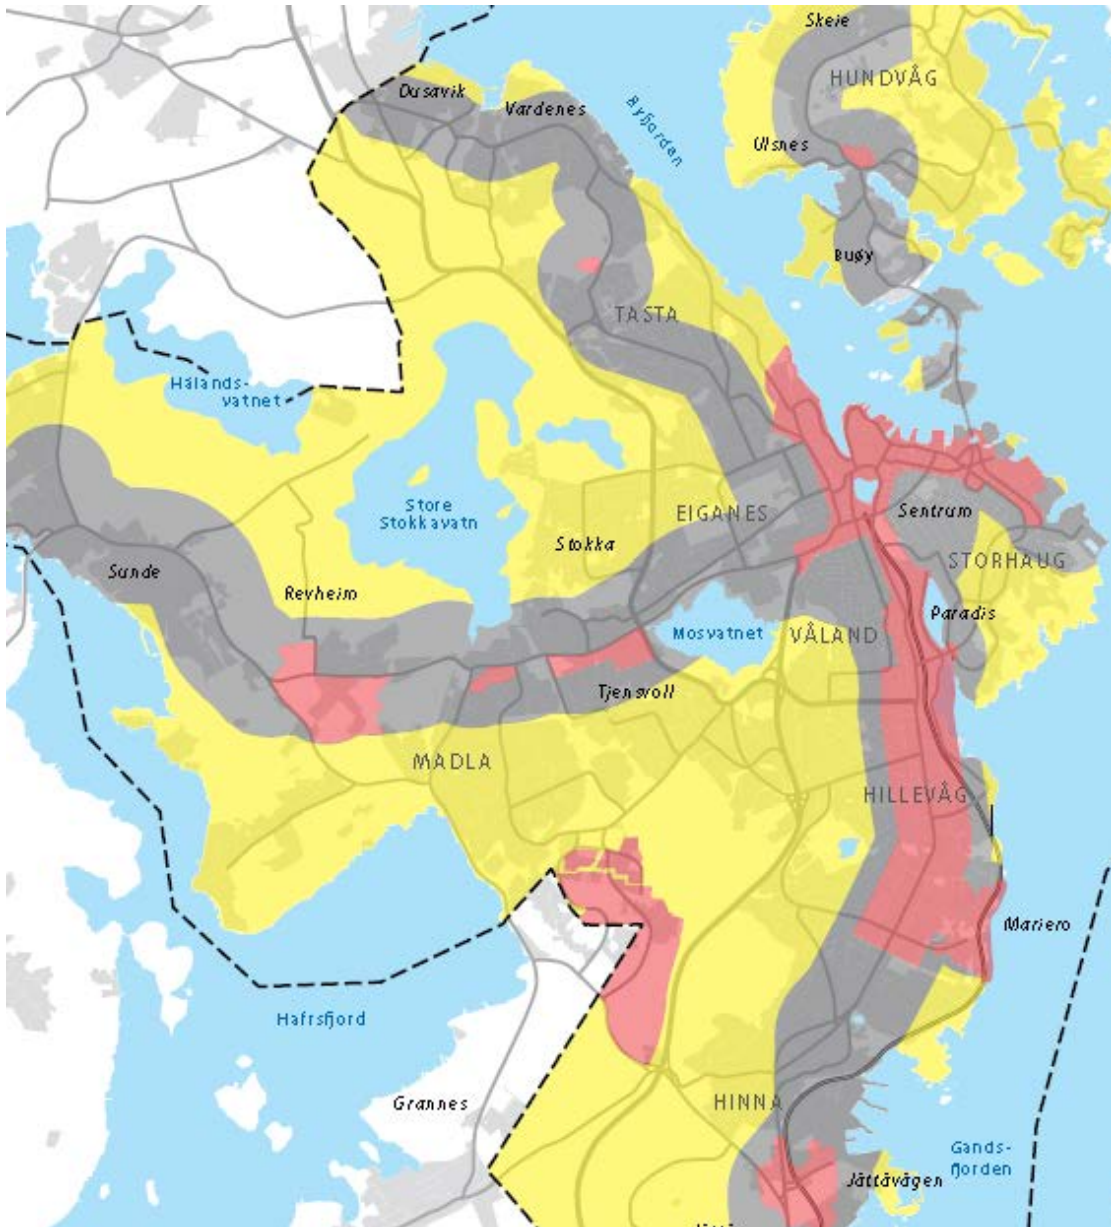 Skeie
HUNDVÅG
Dusavik
Vardenes
Byfjorden
Ulsnes
Buøy
TASTA
Hålands-
vatnet
Store
Stokkavatn
EIGANES
Sentrum
Stokka
STORHAUG
Sunde
Revheim
Paradis
Mosvatnet
VÅLAND
Tjensvoll
MADLA
HILLEVÅG
Mariero
Hafrsfjord
Grannes
HINNA
Gands-
fjorden
Jåttåvågen